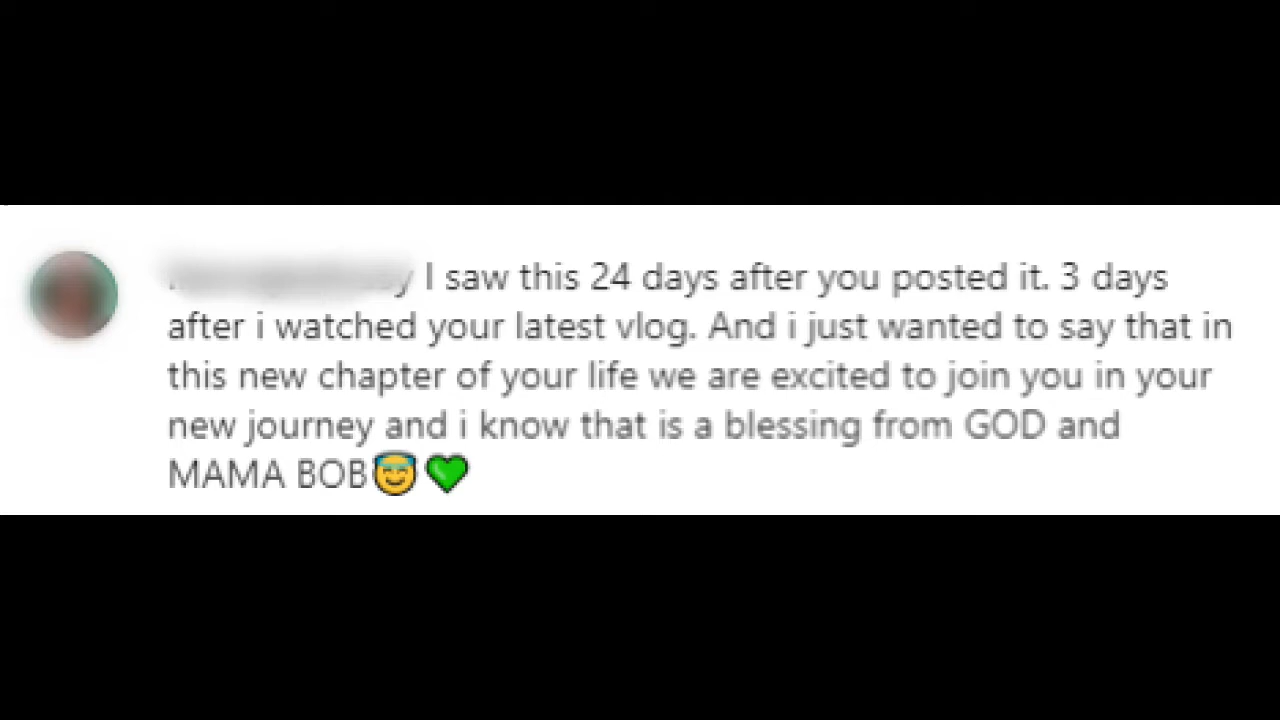 I saw this 24 days after you posted it. 3 days
after i watched your latest vlog. And i just wanted to say that in
this new chapter of your life we are excited to join you in your
new journey and i know that is a blessing from GOD and
MAMA BOB😇💚